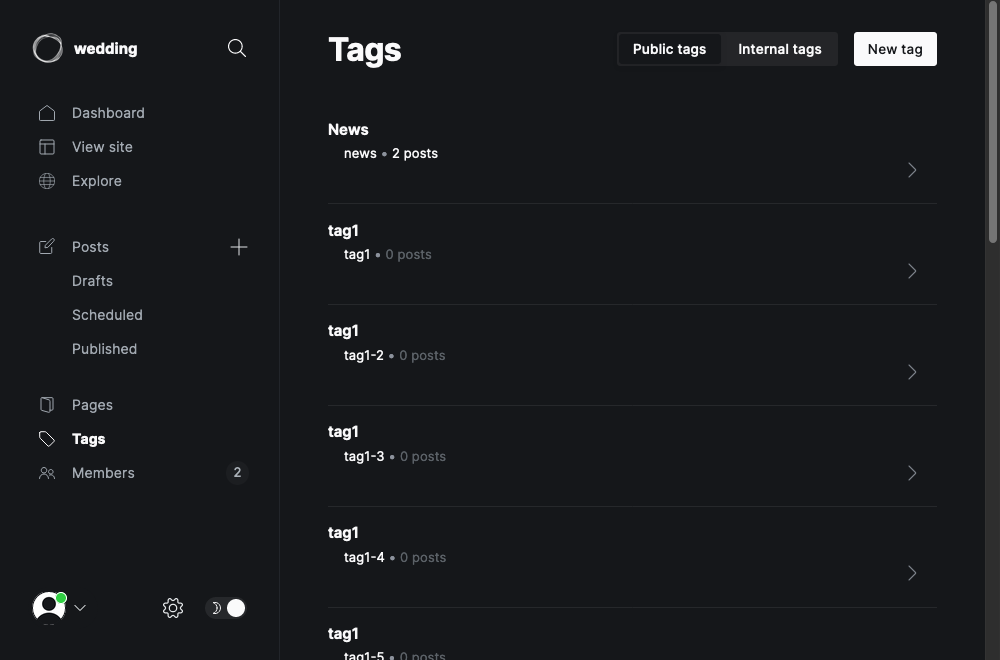 wedding
Dashboard
View site
Explore
Posts
Drafts
Scheduled
Published
Pages
Tags
Members 2
Tags
Public tags Internal tags New tag
News
news • 2 posts
tag1
tag1 • 0 posts
tag1
tag1-2 • 0 posts
tag1
tag1-3 • 0 posts
tag1
tag1-4 • 0 posts
tag1
tag1-5 • 0 posts